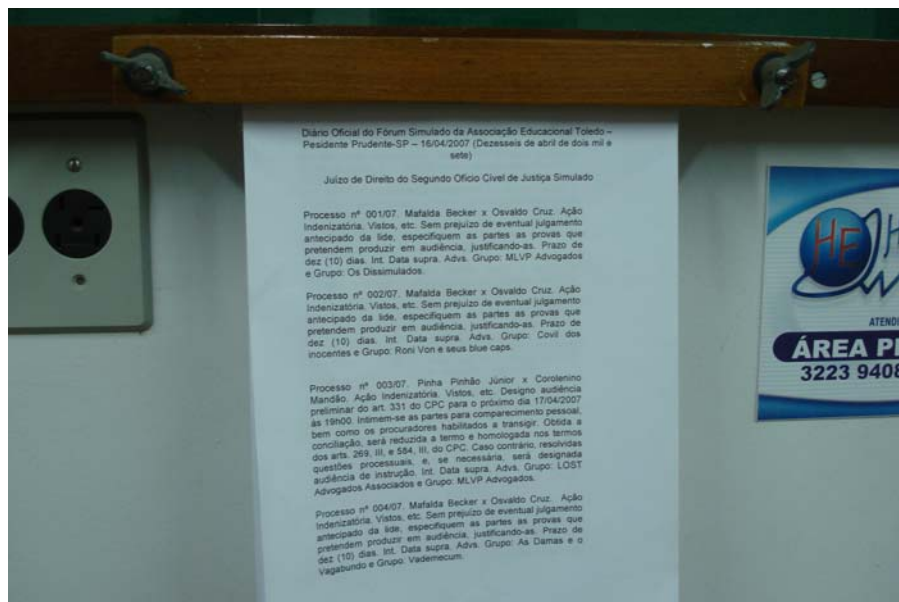 Diário Oficial do Fórum Simulado da Associação Educacional Toledo –
Pesidente Prudente-SP – 16/04/2007 (Dezesseis de abril de dois mil e
sete)
Juízo de Direito do Segundo Ofício Cível de Justiça Simulado
Processo nº 001/07. Mafalda Becker x Osvaldo Cruz. Ação
Indenizatória. Vistos, etc. Sem prejuízo de eventual julgamento
antecipado da lide, especifiquem as partes as provas que
pretendem produzir em audiência, justificando-as. Prazo de
dez (10) dias. Int. Data supra. Advs. Grupo: MLVP Advogados
e Grupo: Os Dissimulados.
Processo nº 002/07. Mafalda Becker x Osvaldo Cruz. Ação
Indenizatória. Vistos, etc. Sem prejuízo de eventual julgamento
antecipado da lide, especifiquem as partes as provas que
pretendem produzir em audiência, justificando-as. Prazo de
dez (10) dias. Int. Data supra. Advs. Grupo: Covil dos
inocentes e Grupo: Roni Von e seus blue caps.
Processo nº 003/07. Pinha Pinhão Júnior x Corolenino
Mandão. Ação Indenizatória. Vistos, etc. Designo audiência
preliminar do art. 331 do CPC para o próximo dia 17/04/2007
às 19h00. Intimem-se as partes para comparecimento pessoal,
bem como os procuradores habilitados a transigir. Obtida a
conciliação, será reduzida a termo e homologada nos termos
dos arts. 269, III, e 584, III, do CPC. Caso contrário, resolvidas
questões processuais, e, se necessária, será designada
audiência de instrução. Int. Data supra. Advs. Grupo: LOST
Advogados Associados e Grupo: MLVP Advogados.
Processo nº 004/07. Mafalda Becker x Osvaldo Cruz. Ação
Indenizatória. Vistos, etc. Sem prejuízo de eventual julgamento
antecipado da lide, especifiquem as partes as provas que
pretendem produzir em audiência, justificando-as. Prazo de
dez (10) dias. Int. Data supra. Advs. Grupo: As Damas e o
Vagabundo e Grupo: Vademecum.
HE
ATEND
ÁREA P
3223 9408